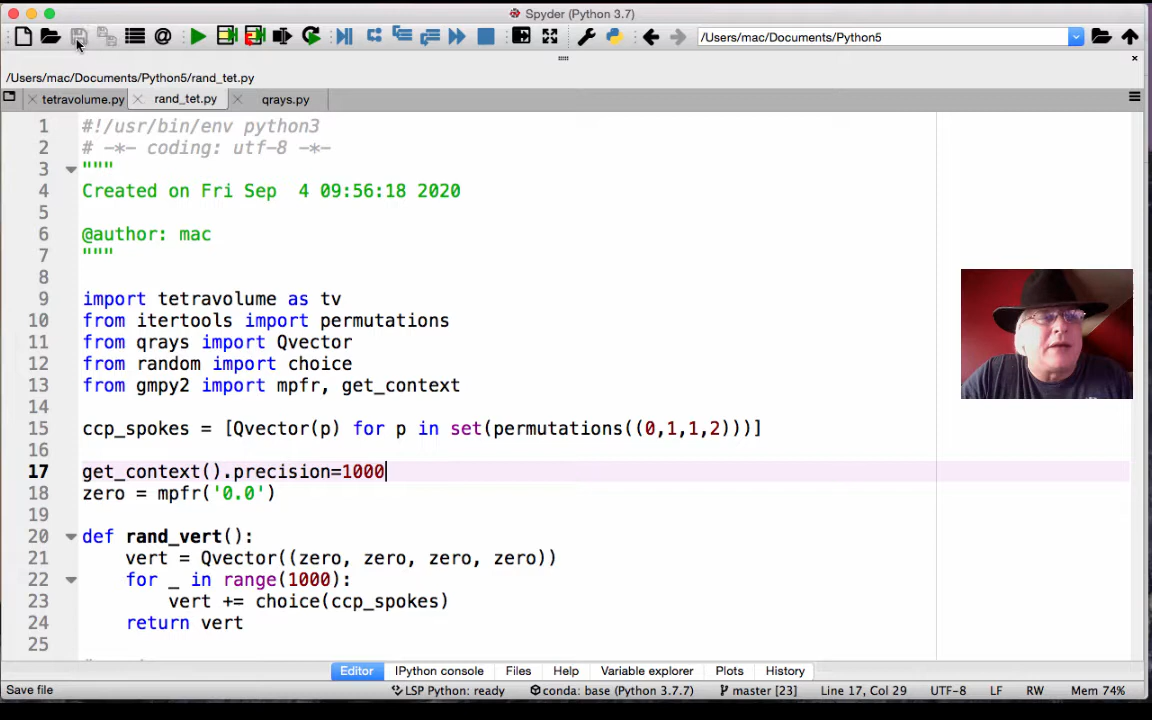 Spyder (Python 3.7)
/Users/mac/Documents/Python5
/Users/mac/Documents/Python5/rand_tet.py
tetravolume.py rand_tet.py qrays.py
1 #!/usr/bin/env python3
2 # -*- coding: utf-8 -*-
3 """
4 Created on Fri Sep  4 09:56:18 2020
5
6 @author: mac
7 """
8
9 import tetravolume as tv
10 from itertools import permutations
11 from qrays import Qvector
12 from random import choice
13 from gmpy2 import mpfr, get_context
14
15 ccp_spokes = [Qvector(p) for p in set(permutations((0,1,1,2)))]
16
17 get_context().precision=1000
18 zero = mpfr('0.0')
19
20 def rand_vert():
21     vert = Qvector((zero, zero, zero, zero))
22     for _ in range(1000):
23         vert += choice(ccp_spokes)
24     return vert
25
Editor IPython console Files Help Variable explorer Plots History
Save file LSP Python: ready conda: base (Python 3.7.7) master [23] Line 17, Col 29 UTF-8 LF RW Mem 74%